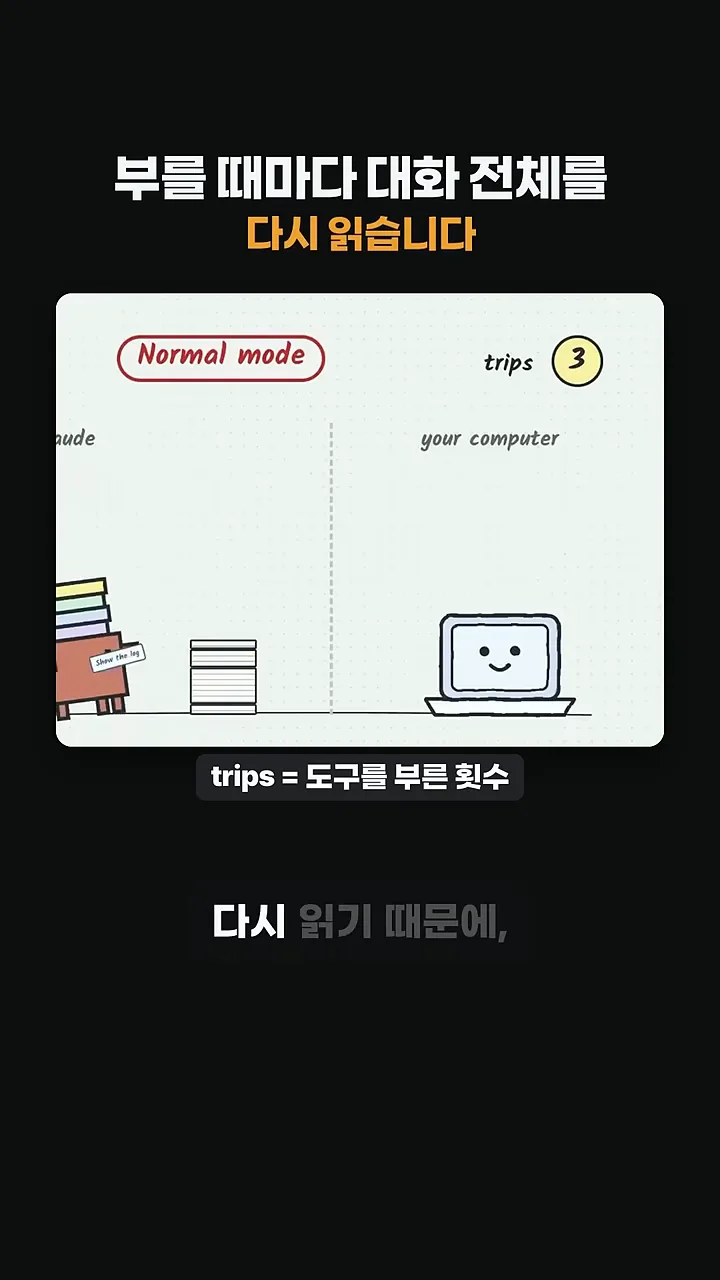 부를 때마다 대화 전체를
다시 읽습니다
Normal mode
trips 3
aude
your computer
Show the log
trips = 도구를 부른 횟수
다시 읽기 때문에,